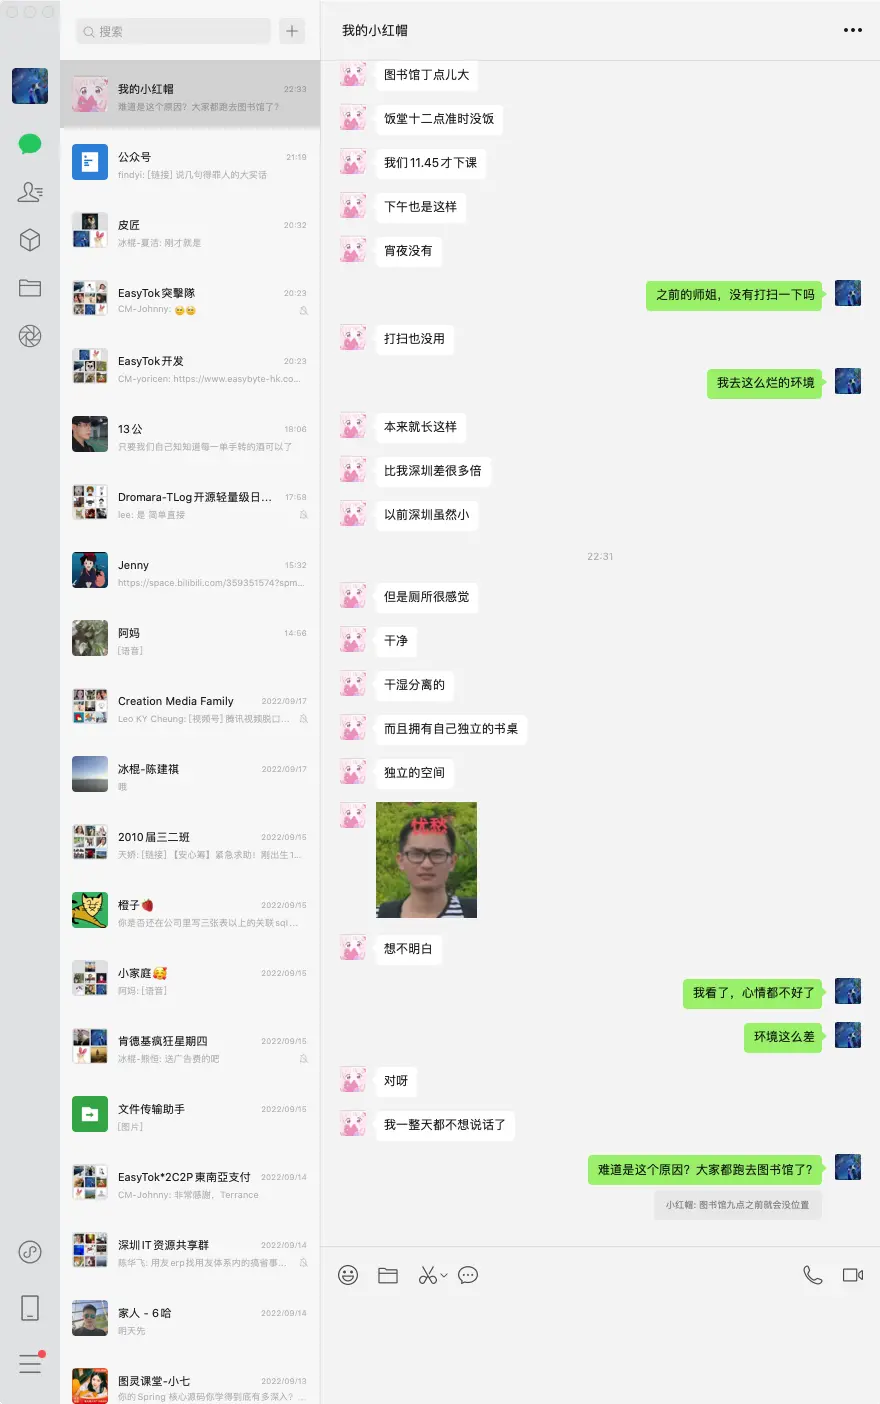 搜索
我的小红帽
22:33
难道是这个原因？大家都跑去图书馆了？
公众号
21:19
findyi: [链接] 说几句得罪人的大实话
皮匠
20:32
冰棍-夏洁: 刚才就是
EasyTok突擊隊
20:23
CM-Johnny: 😊😊
EasyTok开发
20:23
CM-yoricen: https://www.easybyte-hk.co...
13公
18:06
只要我们自己知知道每一单手转的酒可以了
Dromara-TLog开源轻量级日...
17:58
lee: 是 简单直接
Jenny
15:32
https://space.bilibili.com/359351574?spm...
阿妈
14:56
[语音]
Creation Media Family
2022/09/17
Leo KY Cheung: [视频号] 腾讯视频脱口...
冰棍-陈建祺
2022/09/17
哦
2010届三二班
2022/09/15
天娇: [链接] 【安心筹】紧急求助！刚出生1...
橙子🍓
2022/09/15
你是否还在公司里写三张表以上的关联sql...
小家庭🥰
2022/09/15
阿妈: [语音]
肯德基疯狂星期四
2022/09/15
冰棍-熊恒: 送广告费的吧
文件传输助手
2022/09/15
[图片]
EasyTok*2C2P東南亞支付
2022/09/14
CM-Johnny: 非常感謝，Terrance
深圳IT资源共享群
2022/09/14
陈华飞: 用友erp找用友体系内的搞省事...
家人 - 6哈
2022/09/14
明天先
图灵课堂-小七
2022/09/13
你的Spring 核心源码你学得到底有多深入？...
我的小红帽
图书馆丁点儿大
饭堂十二点准时没饭
我们11.45才下课
下午也是这样
宵夜没有
之前的师姐，没有打扫一下吗
打扫也没用
我去这么烂的环境
本来就长这样
比我深圳差很多倍
以前深圳虽然小
22:31
但是厕所很感觉
干净
干湿分离的
而且拥有自己独立的书桌
独立的空间
忧愁
想不明白
我看了，心情都不好了
环境这么差
对呀
我一整天都不想说话了
难道是这个原因？大家都跑去图书馆了？
小红帽: 图书馆九点之前就会没位置